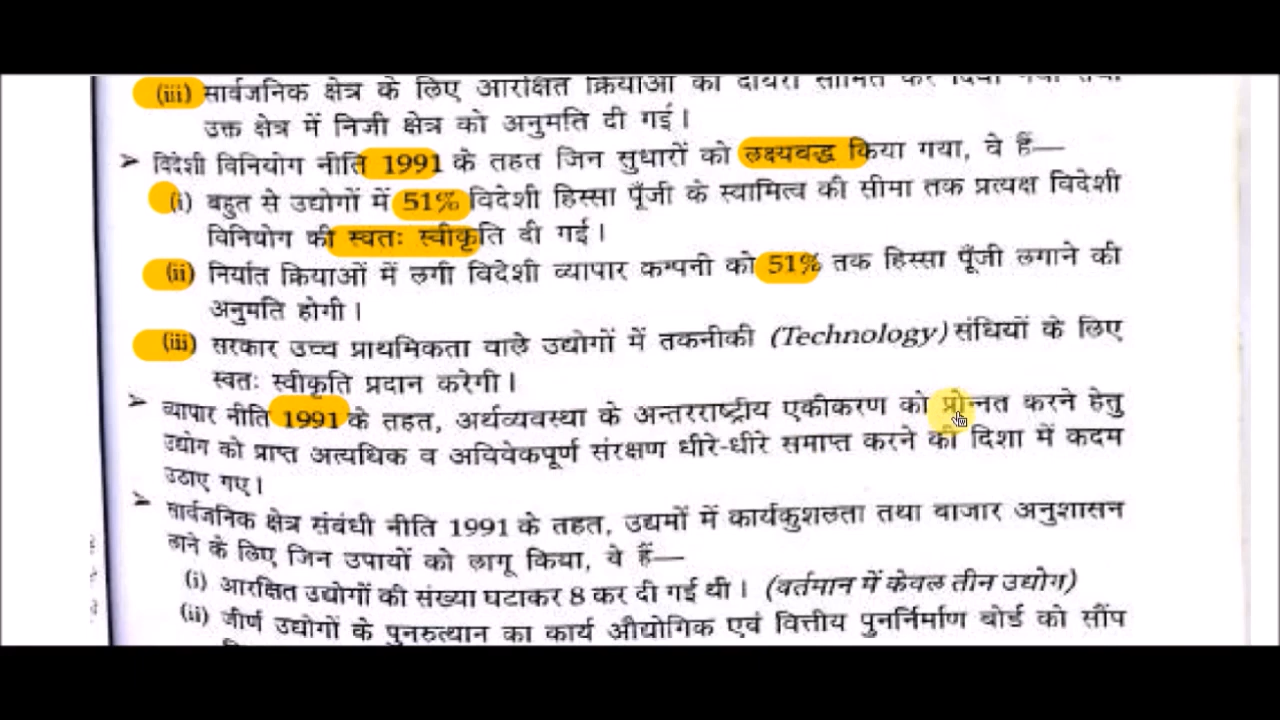 (iii) सार्वजनिक क्षेत्र के लिए आरक्षित क्रियाओं का दायरा सीमित कर दिया गया तथा
उक्त क्षेत्र में निजी क्षेत्र को अनुमति दी गई।
➤ विदेशी विनियोग नीति 1991 के तहत जिन सुधारों को लक्ष्यवद्ध किया गया, वे हैं—
(i) बहुत से उद्योगों में 51% विदेशी हिस्सा पूँजी के स्वामित्व की सीमा तक प्रत्यक्ष विदेशी
विनियोग की स्वतः स्वीकृति दी गई।
(ii) निर्यात क्रियाओं में लगी विदेशी व्यापार कम्पनी को 51% तक हिस्सा पूँजी लगाने की
अनुमति होगी।
(iii) सरकार उच्च प्राथमिकता वाले उद्योगों में तकनीकी (Technology) संधियों के लिए
स्वतः स्वीकृति प्रदान करेगी।
➤ व्यापार नीति 1991 के तहत, अर्थव्यवस्था के अन्तरराष्ट्रीय एकीकरण को प्रोन्नत करने हेतु
उद्योग को प्राप्त अत्यधिक व अविवेकपूर्ण संरक्षण धीरे-धीरे समाप्त करने की दिशा में कदम
उठाए गए।
➤ सार्वजनिक क्षेत्र संबंधी नीति 1991 के तहत, उद्यमों में कार्यकुशलता तथा बाजार अनुशासन
लाने के लिए जिन उपायों को लागू किया, वे हैं—
(i) आरक्षित उद्योगों की संख्या घटाकर 8 कर दी गई थी। (वर्तमान में केवल तीन उद्योग)
(ii) जीर्ण उद्योगों के पुनरुत्थान का कार्य औद्योगिक एवं वित्तीय पुनर्निर्माण बोर्ड को सौंप